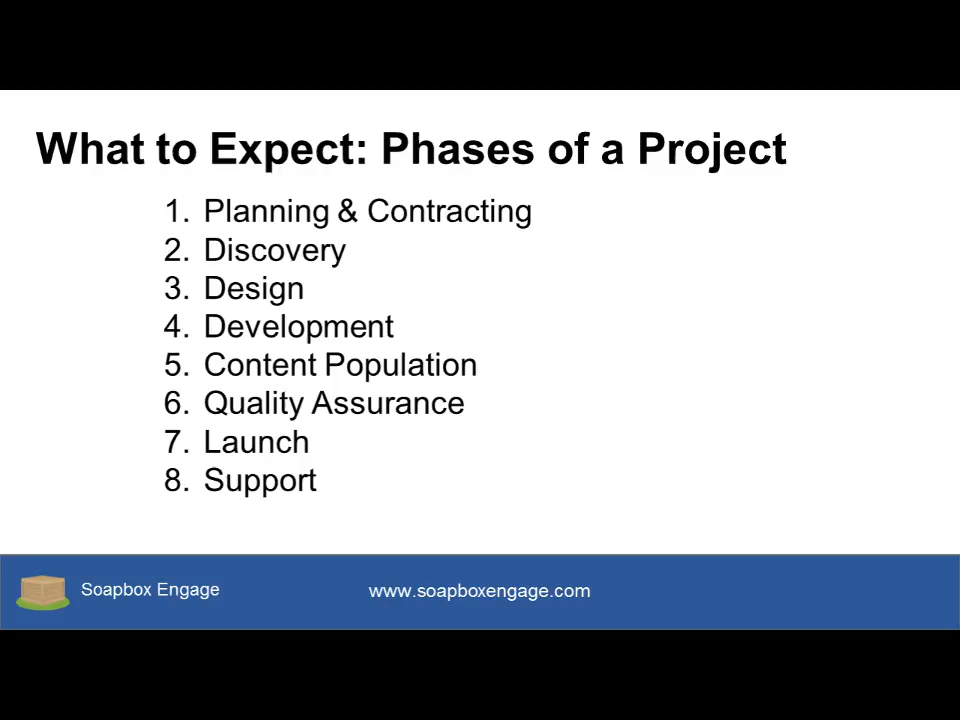 What to Expect: Phases of a Project
1. Planning & Contracting
2. Discovery
3. Design
4. Development
5. Content Population
6. Quality Assurance
7. Launch
8. Support
Soapbox Engage
www.soapboxengage.com